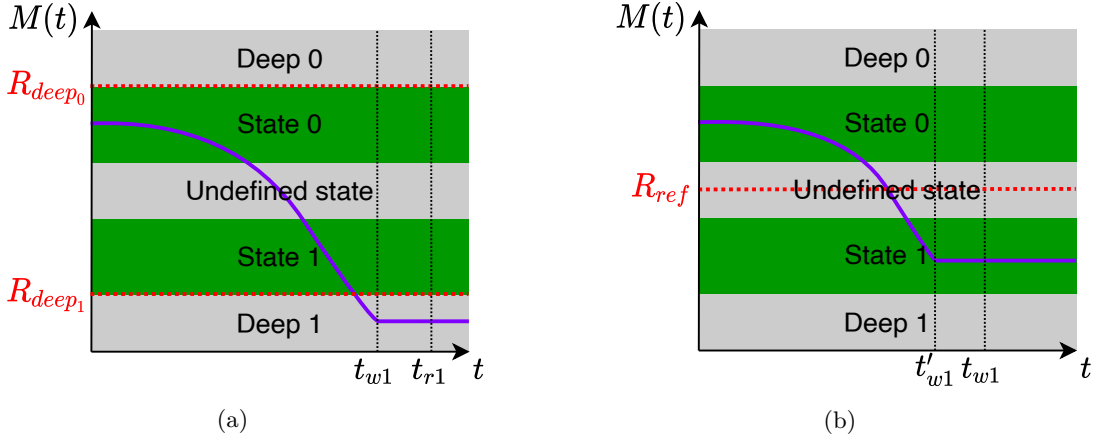 M(t)
Deep 0
R_{deep_0}
State 0
Undefined state
State 1
R_{deep_1}
Deep 1
t_{w1} t_{r1} t
(a)
M(t)
Deep 0
State 0
R_{ref}
Undefined state
State 1
Deep 1
t'_{w1} t_{w1} t
(b)